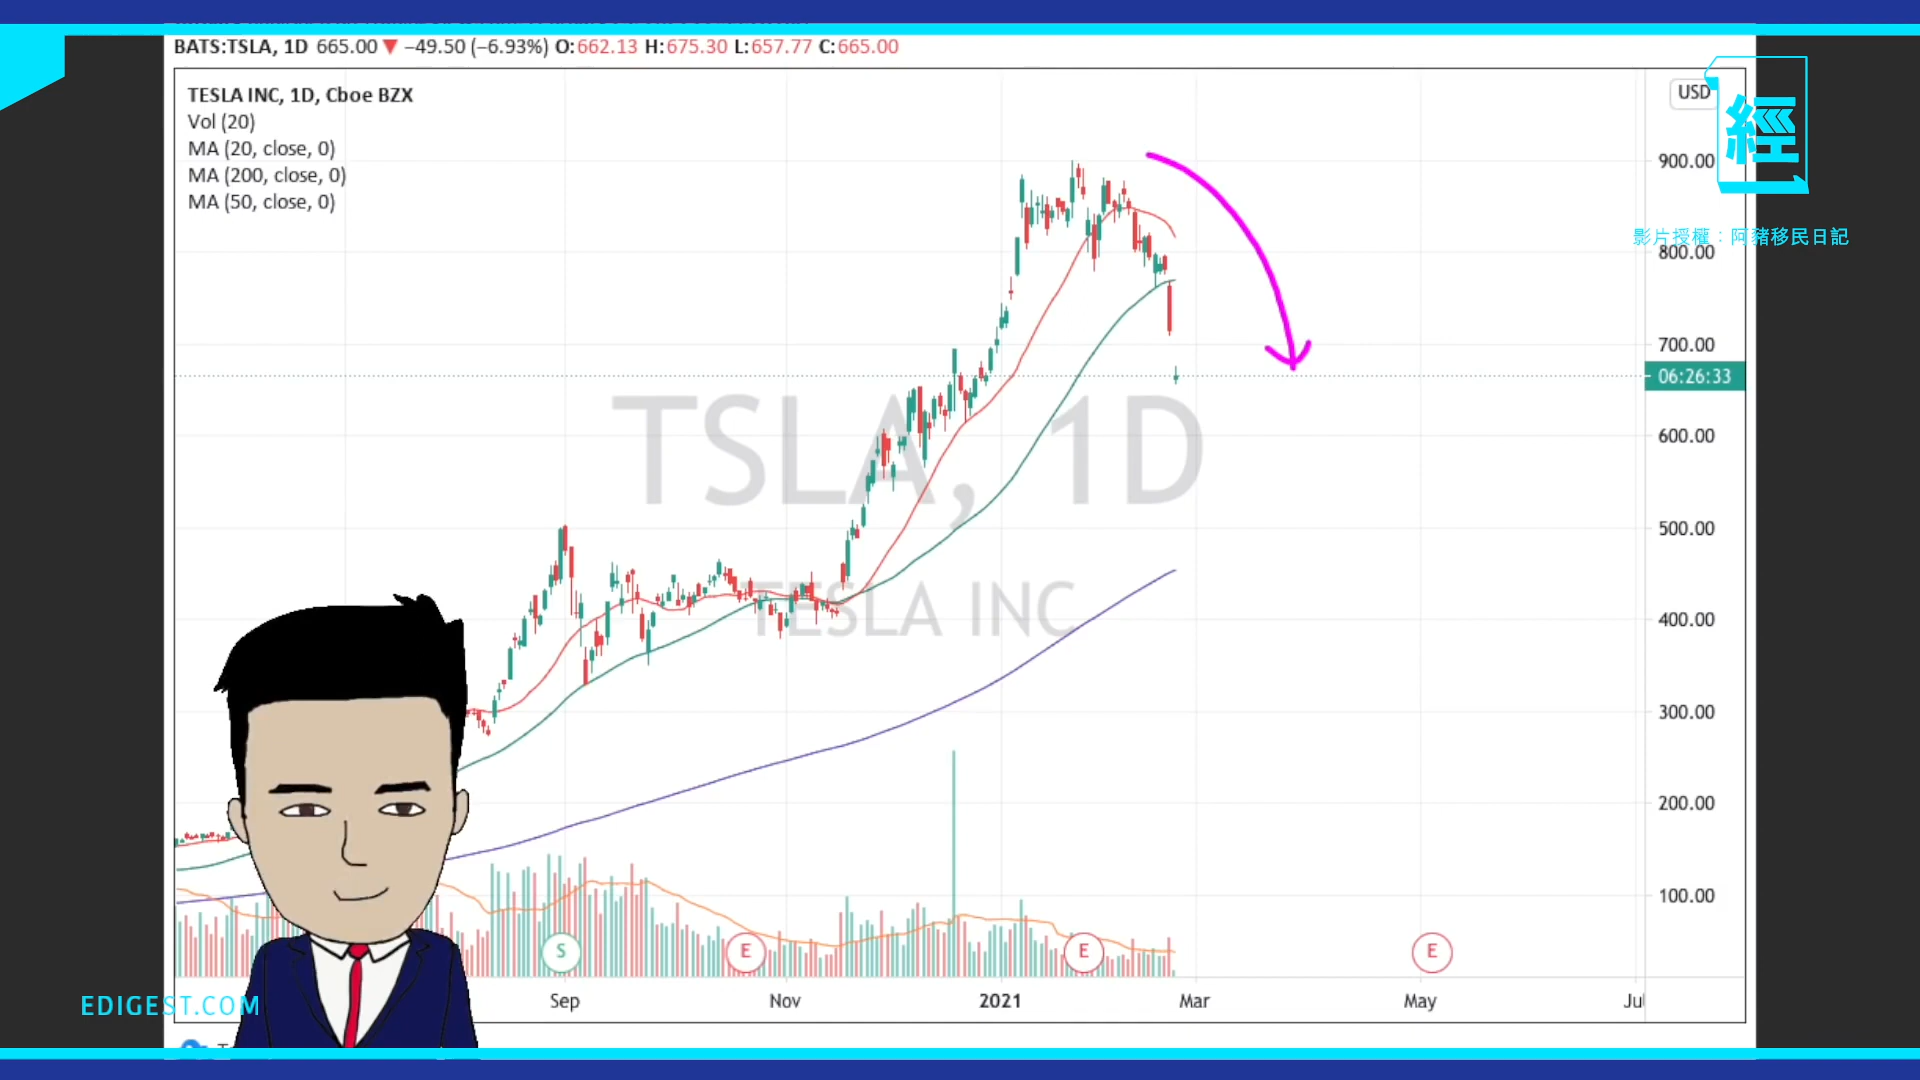 BATS:TSLA, 1D 665.00 ▼ −49.50 (−6.93%) O:662.13 H:675.30 L:657.77 C:665.00
TESLA INC, 1D, Cboe BZX
Vol (20)
MA (20, close, 0)
MA (200, close, 0)
MA (50, close, 0)
USD
經
影片授權：阿豬移民日記
900.00
800.00
700.00
06:26:33
600.00
500.00
400.00
300.00
200.00
100.00
TSLA, 1D
TESLA INC
S
E
E
E
Sep
Nov
2021
Mar
May
Jul
EDIGEST.COM